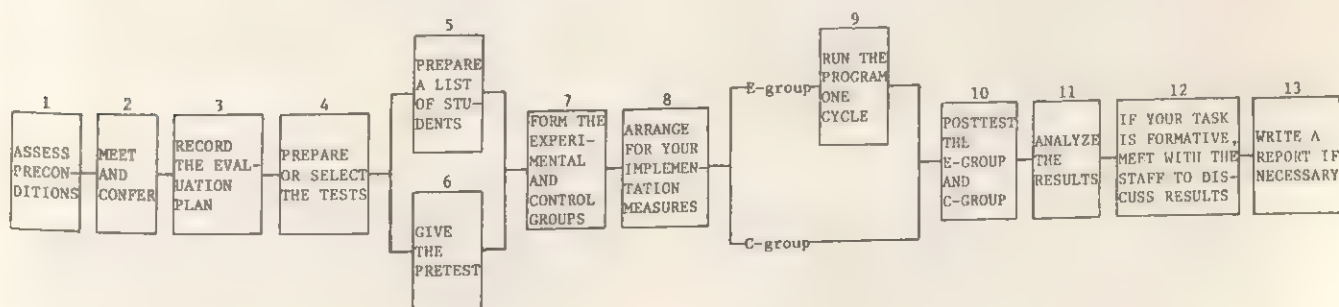 1
ASSESS
PRECON-
DITIONS
2
MEET
AND
CONFER
3
RECORD
THE EVAL-
UATION
PLAN
4
PREPARE
OR SELECT
THE TESTS
5
PREPARE
A LIST
OF STU-
DENTS
6
GIVE
THE
PRETEST
7
FORM THE
EXPERI-
MENTAL
AND
CONTROL
GROUPS
8
ARRANGE
FOR YOUR
IMPLEMEN-
TATION
MEASURES
E-group
9
RUN THE
PROGRAM
ONE
CYCLE
C-group
10
POSTTEST
THE
E-GROUP
AND
C-GROUP
11
ANALYZE
THE
RESULTS
12
IF YOUR TASK
IS FORMATIVE,
MEET WITH THE
STAFF TO DIS-
CUSS RESULTS
13
WRITE A
REPORT IF
NECESSARY